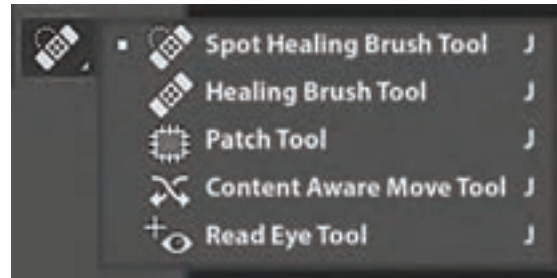 Spot Healing Brush Tool J
Healing Brush Tool J
Patch Tool J
Content Aware Move Tool J
Read Eye Tool J